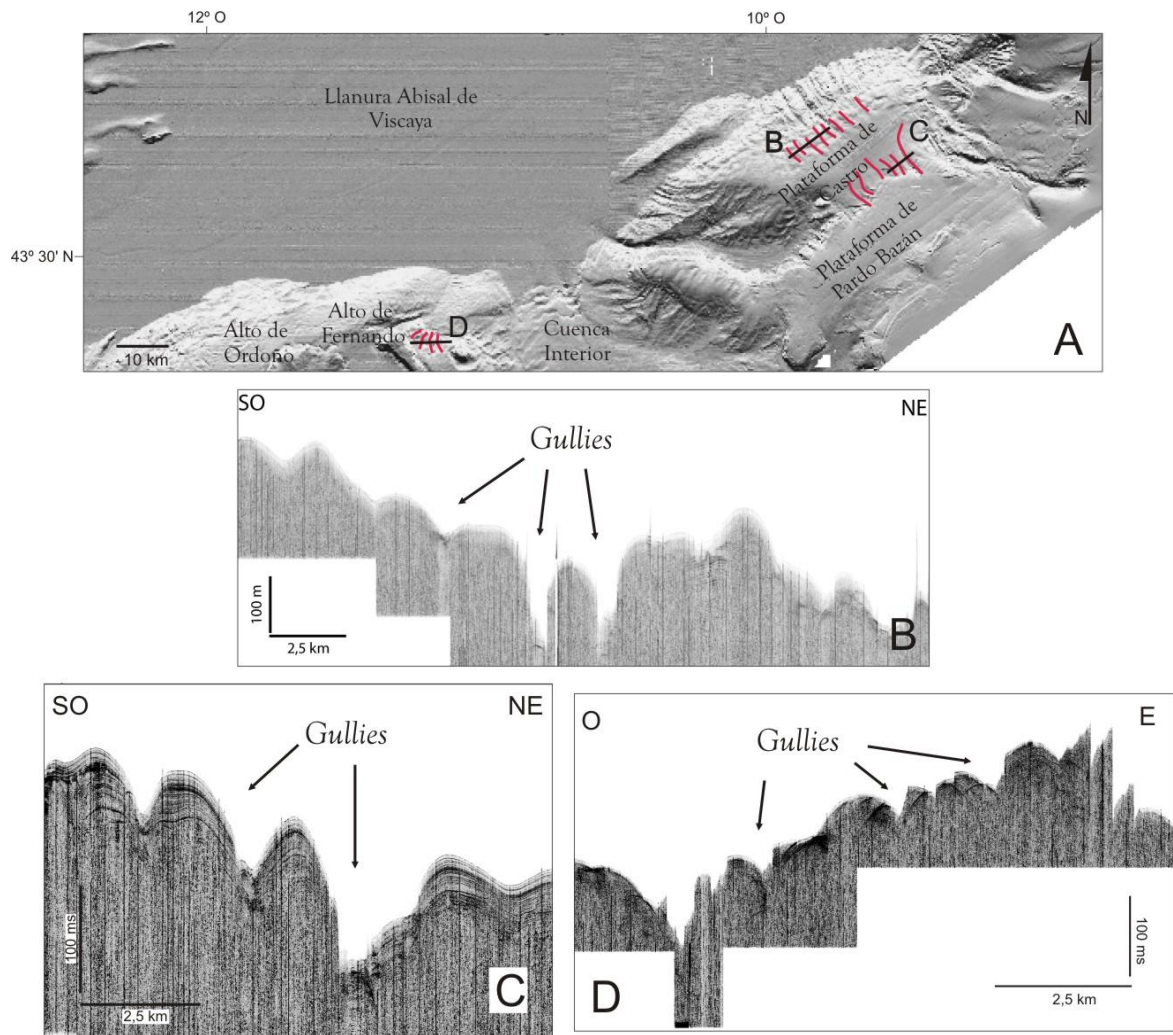 12º O
10º O
43º 30' N
Llanura Abisal de
Viscaya
N
B
C
Plataforma de
Castro
Plataforma de
Pardo Bazán
Alto de
Ordoño
Alto de
Fernando
D
Cuenca
Interior
10 km
A
SO
NE
Gullies
100 m
2,5 km
B
SO
NE
Gullies
100 ms
2,5 km
C
O
E
Gullies
100 ms
2,5 km
D